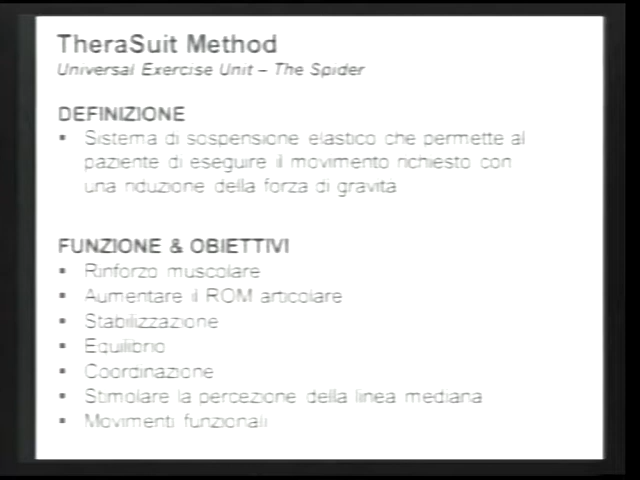 TheraSuit Method
Universal Exercise Unit – The Spider
DEFINIZIONE
▪ Sistema di sospensione elastico che permette al
paziente di eseguire il movimento richiesto con
una riduzione della forza di gravità
FUNZIONE & OBIETTIVI
▪ Rinforzo muscolare
▪ Aumentare il ROM articolare
▪ Stabilizzazione
▪ Equilibrio
▪ Coordinazione
▪ Stimolare la percezione della linea mediana
▪ Movimenti funzionali